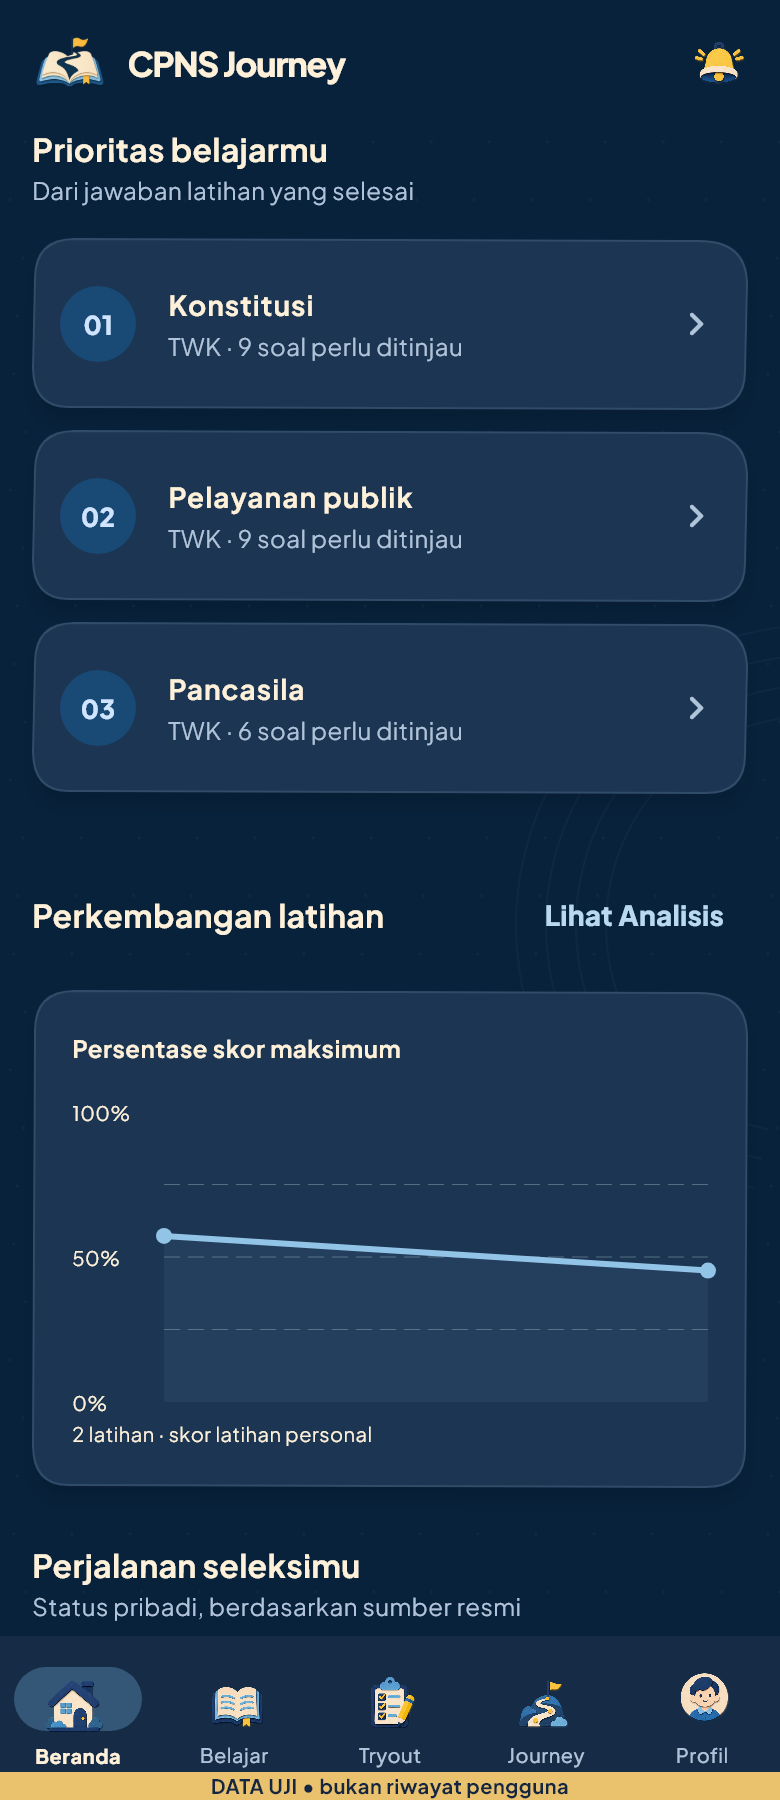 CPNS Journey
Prioritas belajarmu
Dari jawaban latihan yang selesai
01
Konstitusi
TWK · 9 soal perlu ditinjau
02
Pelayanan publik
TWK · 9 soal perlu ditinjau
03
Pancasila
TWK · 6 soal perlu ditinjau
Perkembangan latihan
Lihat Analisis
Persentase skor maksimum
100%
50%
0%
2 latihan · skor latihan personal
Perjalanan seleksimu
Status pribadi, berdasarkan sumber resmi
Beranda
Belajar
Tryout
Journey
Profil
DATA UJI • bukan riwayat pengguna